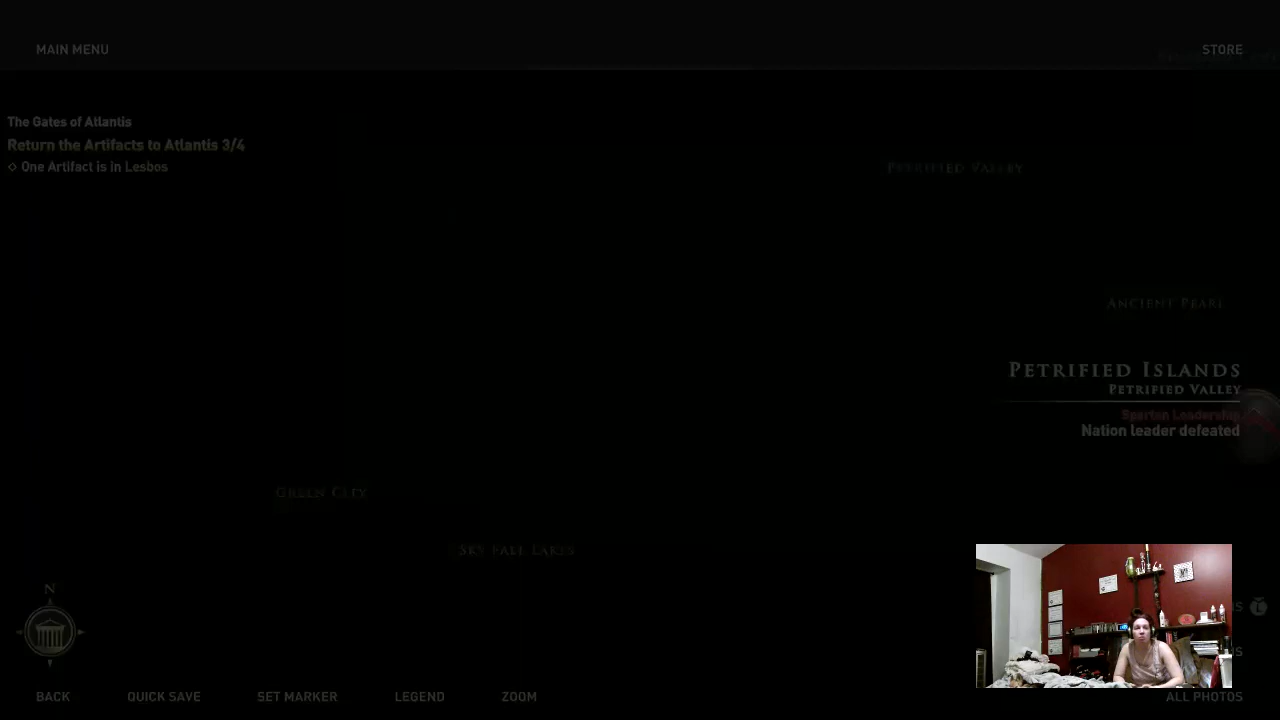 MAIN MENU
STORE
The Gates of Atlantis
Return the Artifacts to Atlantis 3/4
One Artifact is in Lesbos
PETRIFIED VALLEY
ANCIENT PEARL
PETRIFIED ISLANDS
PETRIFIED VALLEY
Spartan Leadership
Nation leader defeated
GREEN CITY
SKY FALL LAKES
N
BACK
QUICK SAVE
SET MARKER
LEGEND
ZOOM
ALL PHOTOS